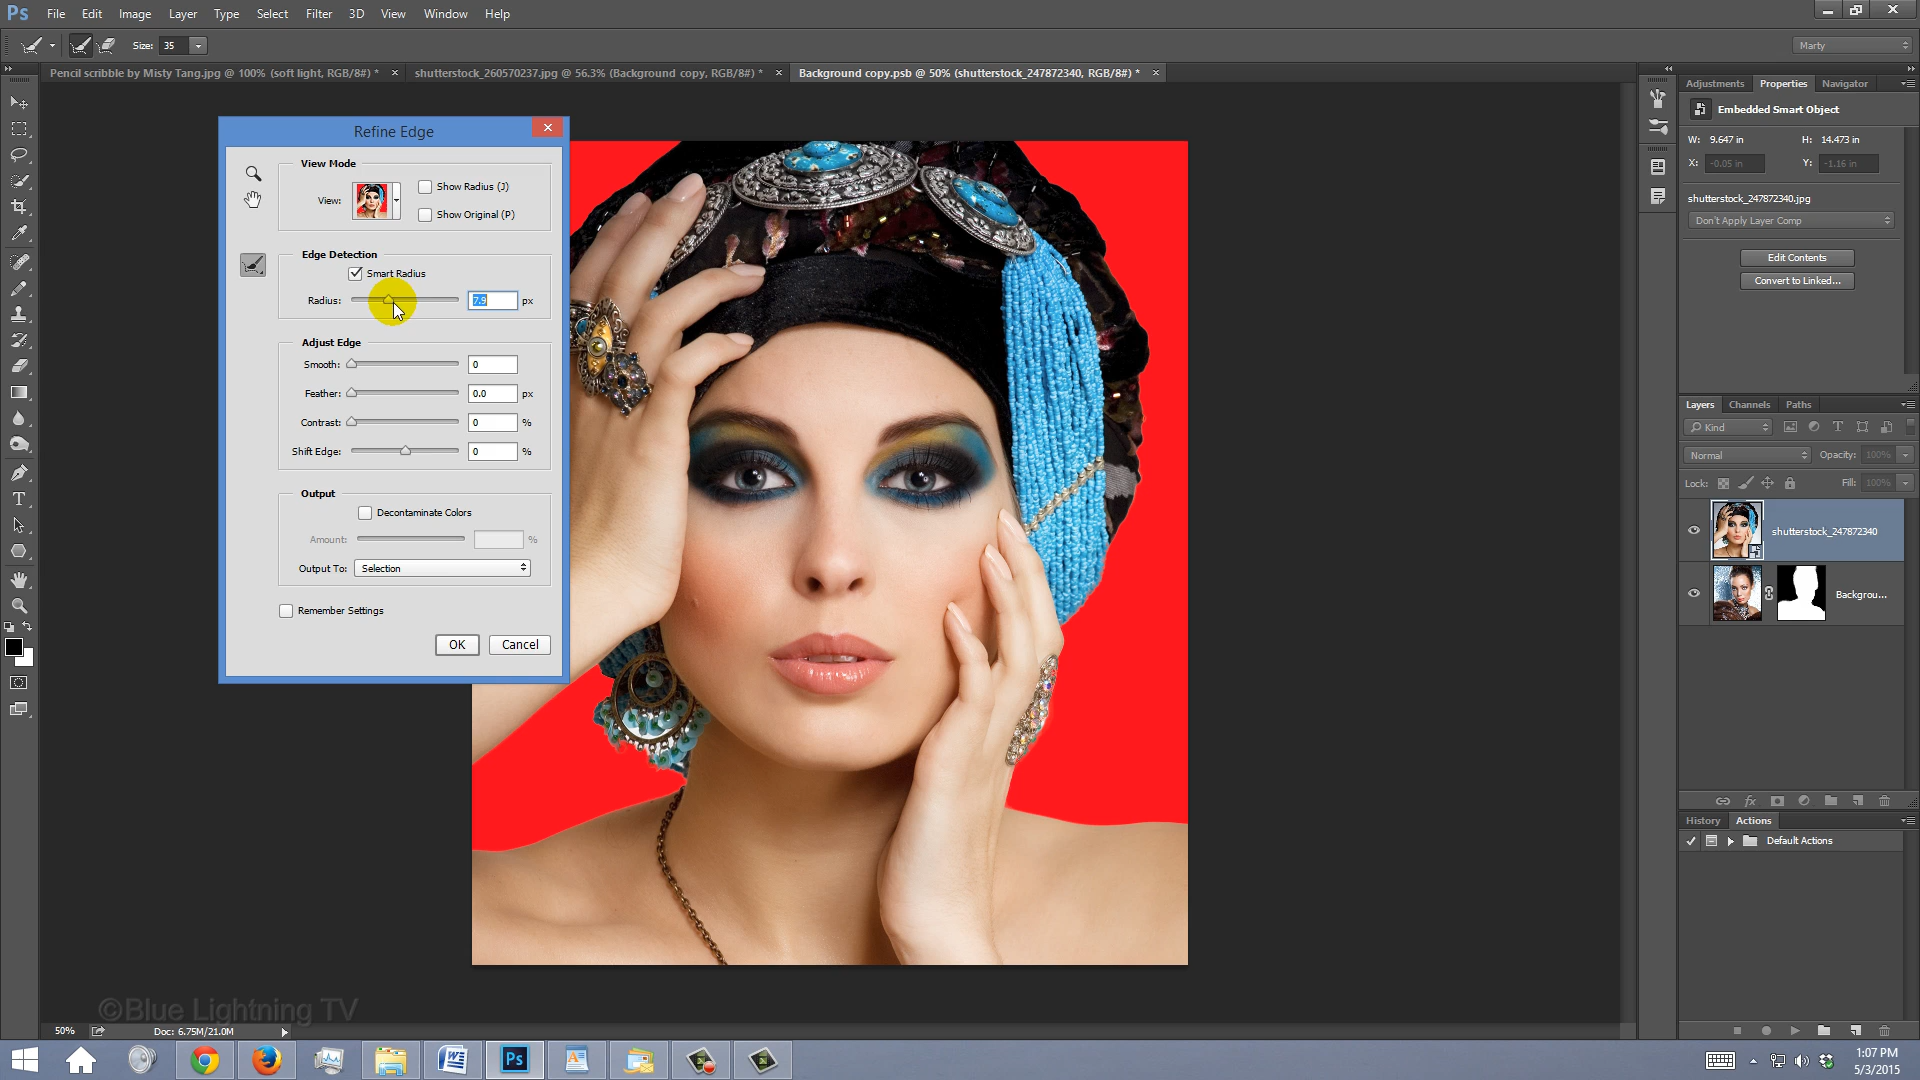 Ps File Edit Image Layer Type Select Filter 3D View Window Help
Size: 35 Marty
Pencil scribble by Misty Tang.jpg @ 100% (soft light, RGB/8#) * × shutterstock_260570237.jpg @ 56.3% (Background copy, RGB/8#) * × Background copy.psb @ 50% (shutterstock_247872340, RGB/8#) * ×
Refine Edge
View Mode
View:
Show Radius (J)
Show Original (P)
Edge Detection
Smart Radius
Radius: 7.9 px
Adjust Edge
Smooth: 0
Feather: 0.0 px
Contrast: 0 %
Shift Edge: 0 %
Output
Decontaminate Colors
Amount: %
Output To: Selection
Remember Settings
OK Cancel
Adjustments Properties Navigator
Embedded Smart Object
W: 9.647 in H: 14.473 in
X: -0.05 in Y: -1.16 in
shutterstock_247872340.jpg
Don't Apply Layer Comp
Edit Contents
Convert to Linked...
Layers Channels Paths
Kind
Normal Opacity: 100%
Lock: Fill: 100%
shutterstock_247872340
Backgrou...
History Actions
Default Actions
©Blue Lightning TV
50% Doc: 6.75M/21.0M
Ps
1:07 PM
5/3/2015